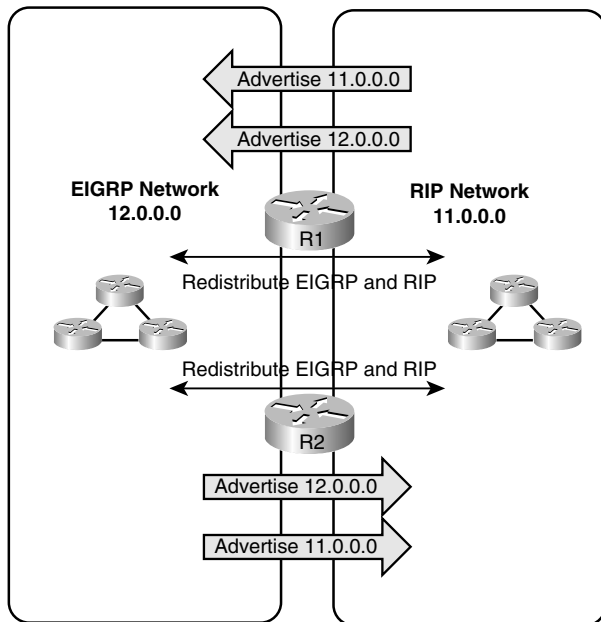 Advertise 11.0.0.0
Advertise 12.0.0.0
EIGRP Network
12.0.0.0
RIP Network
11.0.0.0
R1
Redistribute EIGRP and RIP
Redistribute EIGRP and RIP
R2
Advertise 12.0.0.0
Advertise 11.0.0.0